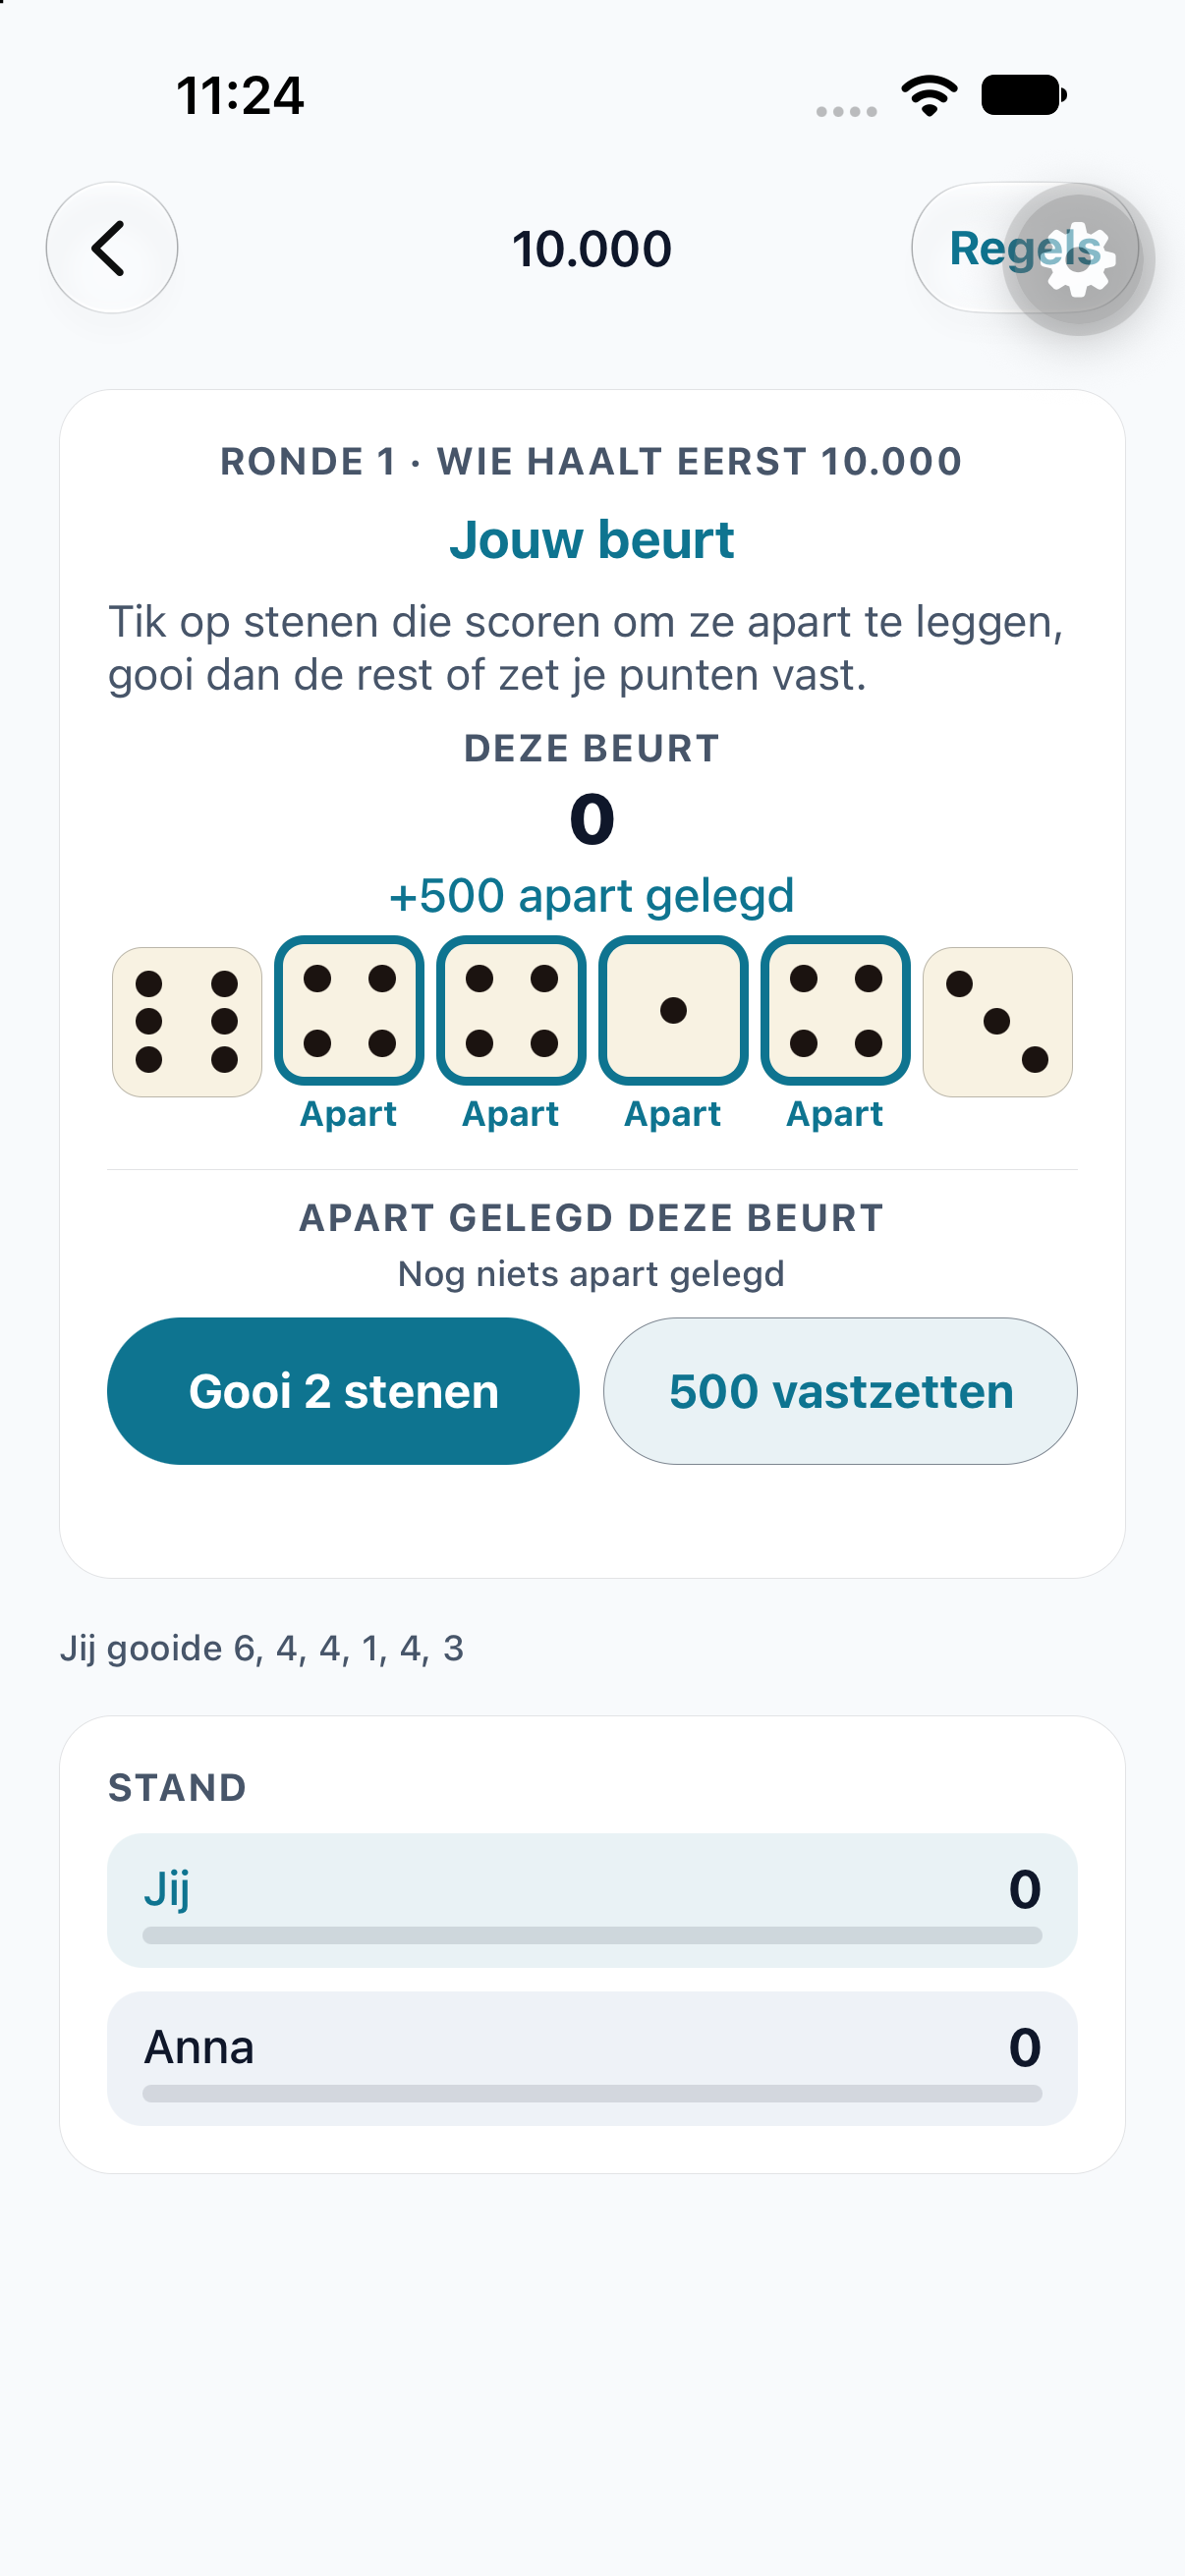 11:24
10.000
Regels
RONDE 1 · WIE HAALT EERST 10.000
Jouw beurt
Tik op stenen die scoren om ze apart te leggen,
gooi dan de rest of zet je punten vast.
DEZE BEURT
0
+500 apart gelegd
Apart Apart Apart Apart
APART GELEGD DEZE BEURT
Nog niets apart gelegd
Gooi 2 stenen 500 vastzetten
Jij gooide 6, 4, 4, 1, 4, 3
STAND
Jij 0
Anna 0